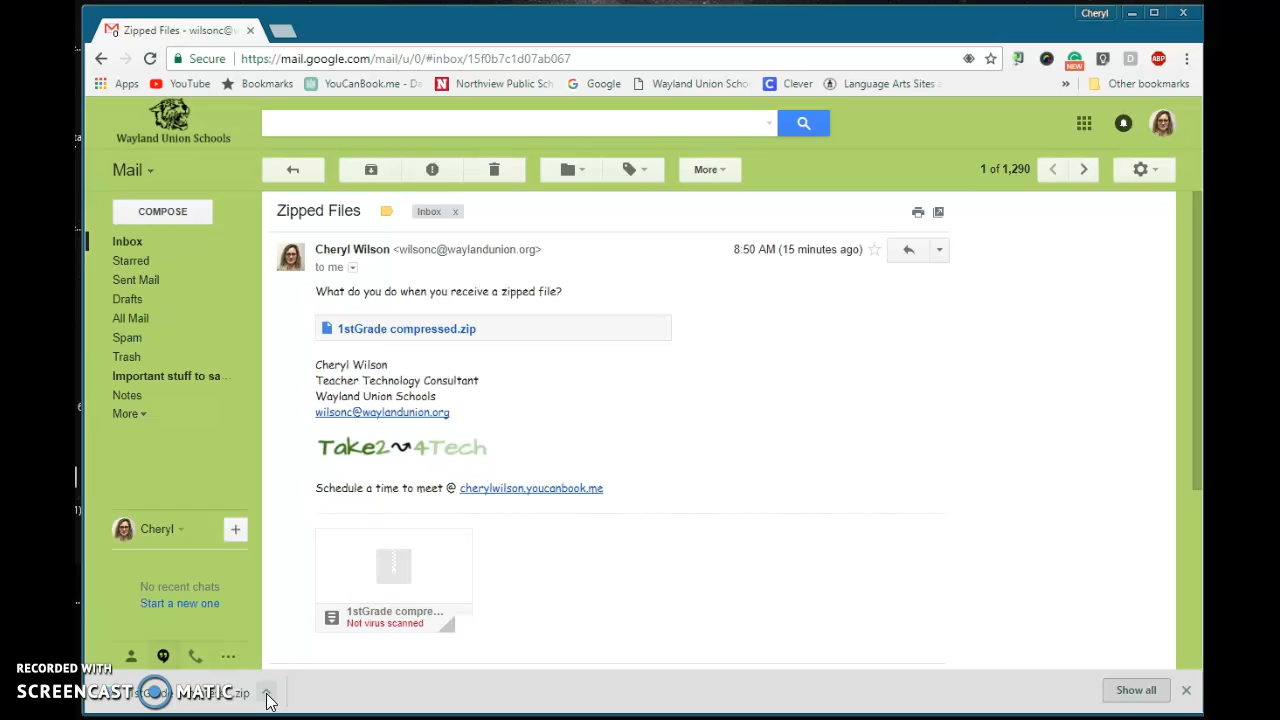 Cheryl
Zipped Files - wilsonc@w
Secure https://mail.google.com/mail/u/0/#inbox/15f0b7c1d07ab067
NEW D ABP
Apps YouTube Bookmarks YouCanBook.me - Da Northview Public Sch Google Wayland Union Scho Clever Language Arts Sites » Other bookmarks
Wayland Union Schools
Mail
More
1 of 1,290
COMPOSE
Zipped Files
Inbox x
Inbox
Starred
Sent Mail
Drafts
All Mail
Spam
Trash
Important stuff to sa...
Notes
More
Cheryl Wilson <wilsonc@waylandunion.org>
8:50 AM (15 minutes ago)
to me
What do you do when you receive a zipped file?
1stGrade compressed.zip
Cheryl Wilson
Teacher Technology Consultant
Wayland Union Schools
wilsonc@waylandunion.org
Take2 4Tech
Schedule a time to meet @ cherylwilson.youcanbook.me
Cheryl
No recent chats
Start a new one
1stGrade compre...
Not virus scanned
RECORDED WITH
SCREENCAST MATIC
.zip
Show all